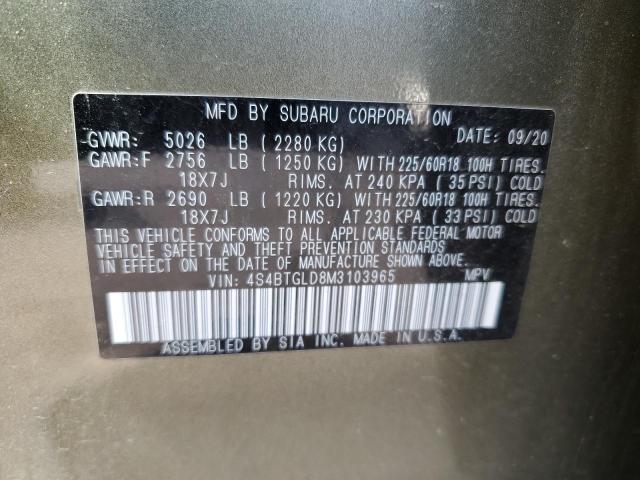 MFD BY SUBARU CORPORATION
GVWR: 5026 LB (2280 KG) DATE: 09/20
GAWR:F 2756 LB (1250 KG) WITH 225/60R18 100H TIRES.
18X7J RIMS. AT 240 KPA (35 PSI) COLD
GAWR:R 2690 LB (1220 KG) WITH 225/60R18 100H TIRES.
18X7J RIMS. AT 230 KPA (33 PSI) COLD
THIS VEHICLE CONFORMS TO ALL APPLICABLE FEDERAL MOTOR
VEHICLE SAFETY AND THEFT PREVENTION STANDARDS
IN EFFECT ON THE DATE OF MANUFACTURE SHOWN ABOVE.
VIN: 4S4BTGLD8M3103965 MPV
ASSEMBLED BY SIA INC. MADE IN U.S.A.